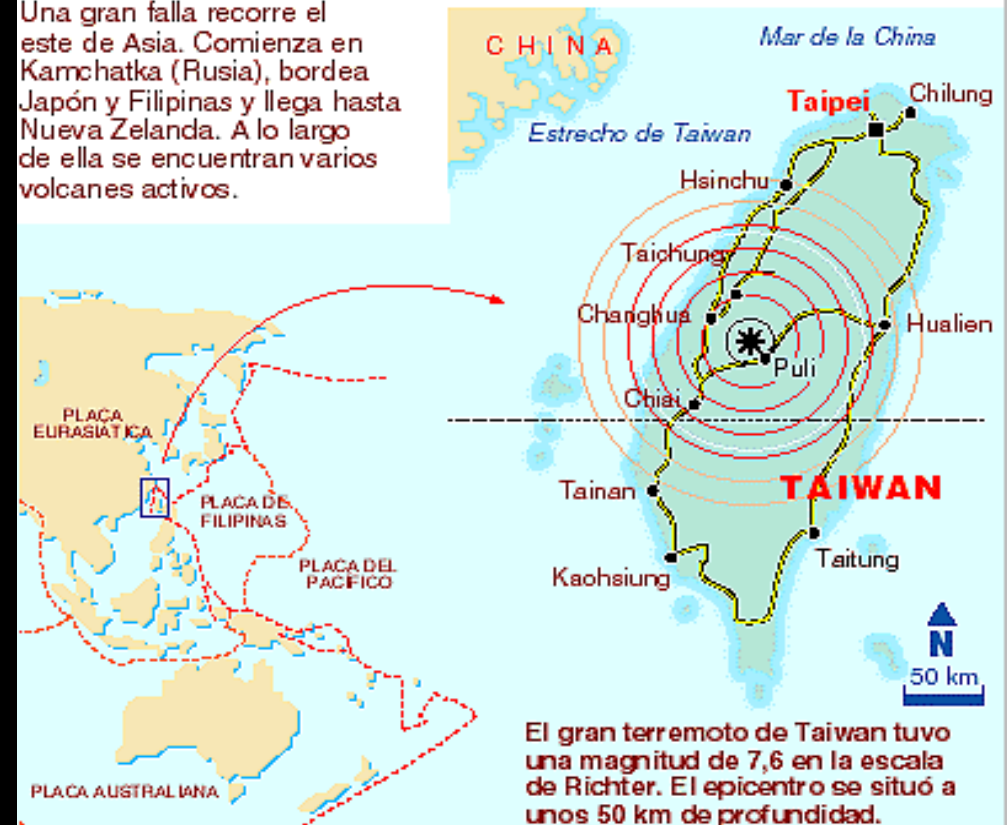 Una gran falla recorre el
este de Asia. Comienza en
Kamchatka (Rusia), bordea
Japón y Filipinas y llega hasta
Nueva Zelanda. A lo largo
de ella se encuentran varios
volcanes activos.
CHINA
Mar de la China
Estrecho de Taiwan
Taipei
Chilung
Hsinchu
Taichung
Changhua
Hualien
Puli
Chiai
Tainan
TAIWAN
Kaohsiung
Taitung
N
50 km
PLACA
EURASIÁTICA
PLACA DE
FILIPINAS
PLACA DEL
PACÍFICO
PLACA AUSTRALIANA
El gran terremoto de Taiwan tuvo
una magnitud de 7,6 en la escala
de Richter. El epicentro se situó a
unos 50 km de profundidad.